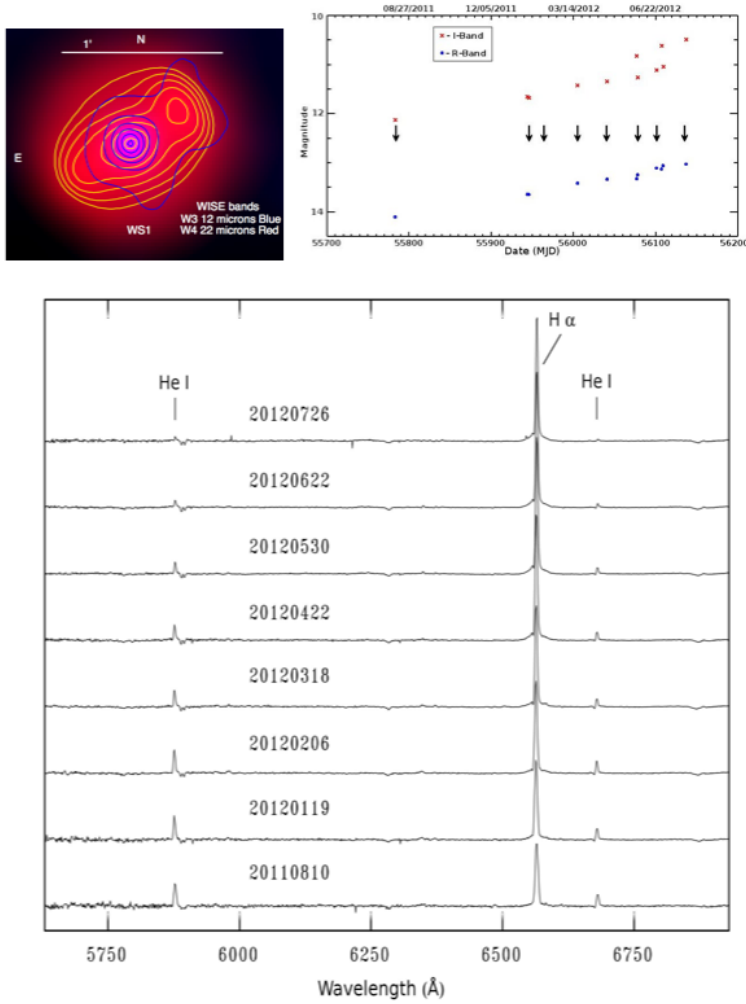 1'
N
E
WISE bands
W3 12 microns Blue
W4 22 microns Red
WS1
08/27/2011 12/05/2011 03/14/2012 06/22/2012
- I-Band
- R-Band
Magnitude
10
12
14
55700 55800 55900 56000 56100 56200
Date (MJD)
H α
He I
He I
20120726
20120622
20120530
20120422
20120318
20120206
20120119
20110810
5750 6000 6250 6500 6750
Wavelength (Å)